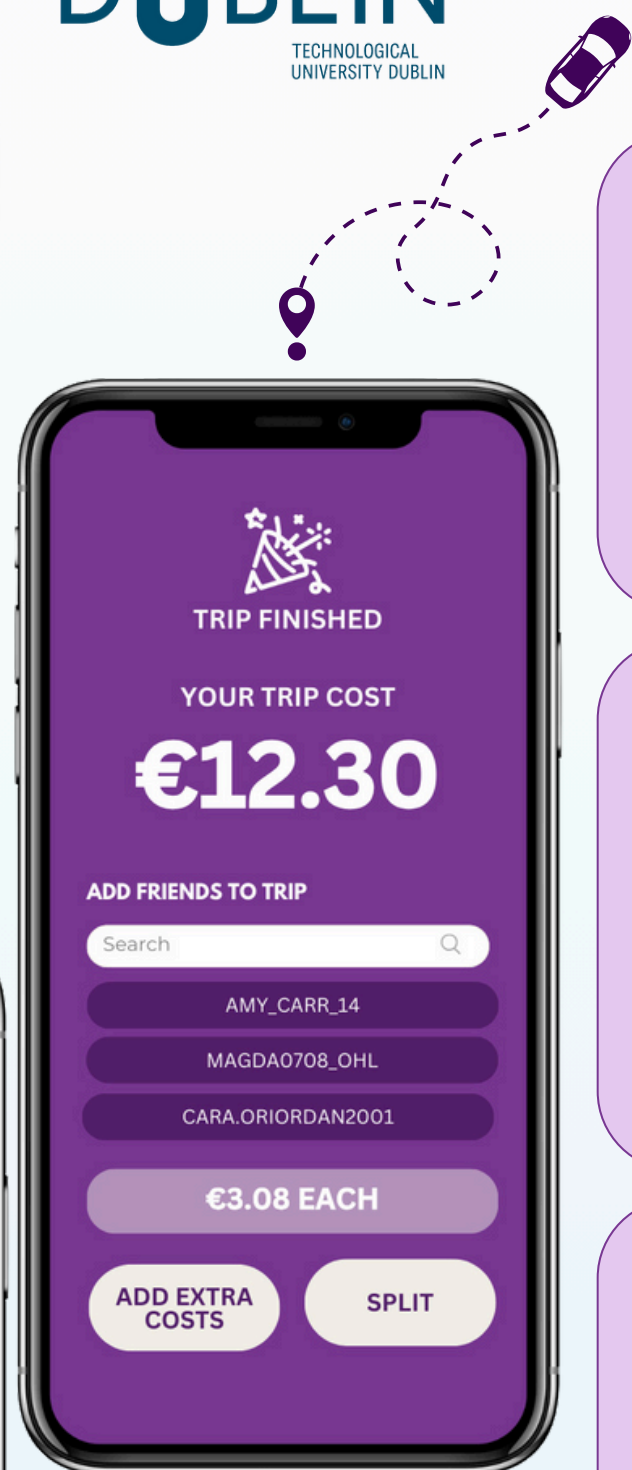 DUBLIN
TECHNOLOGICAL
UNIVERSITY DUBLIN
TRIP FINISHED
YOUR TRIP COST
€12.30
ADD FRIENDS TO TRIP
Search
AMY_CARR_14
MAGDA0708_OHL
CARA.ORIORDAN2001
€3.08 EACH
ADD EXTRA
COSTS
SPLIT